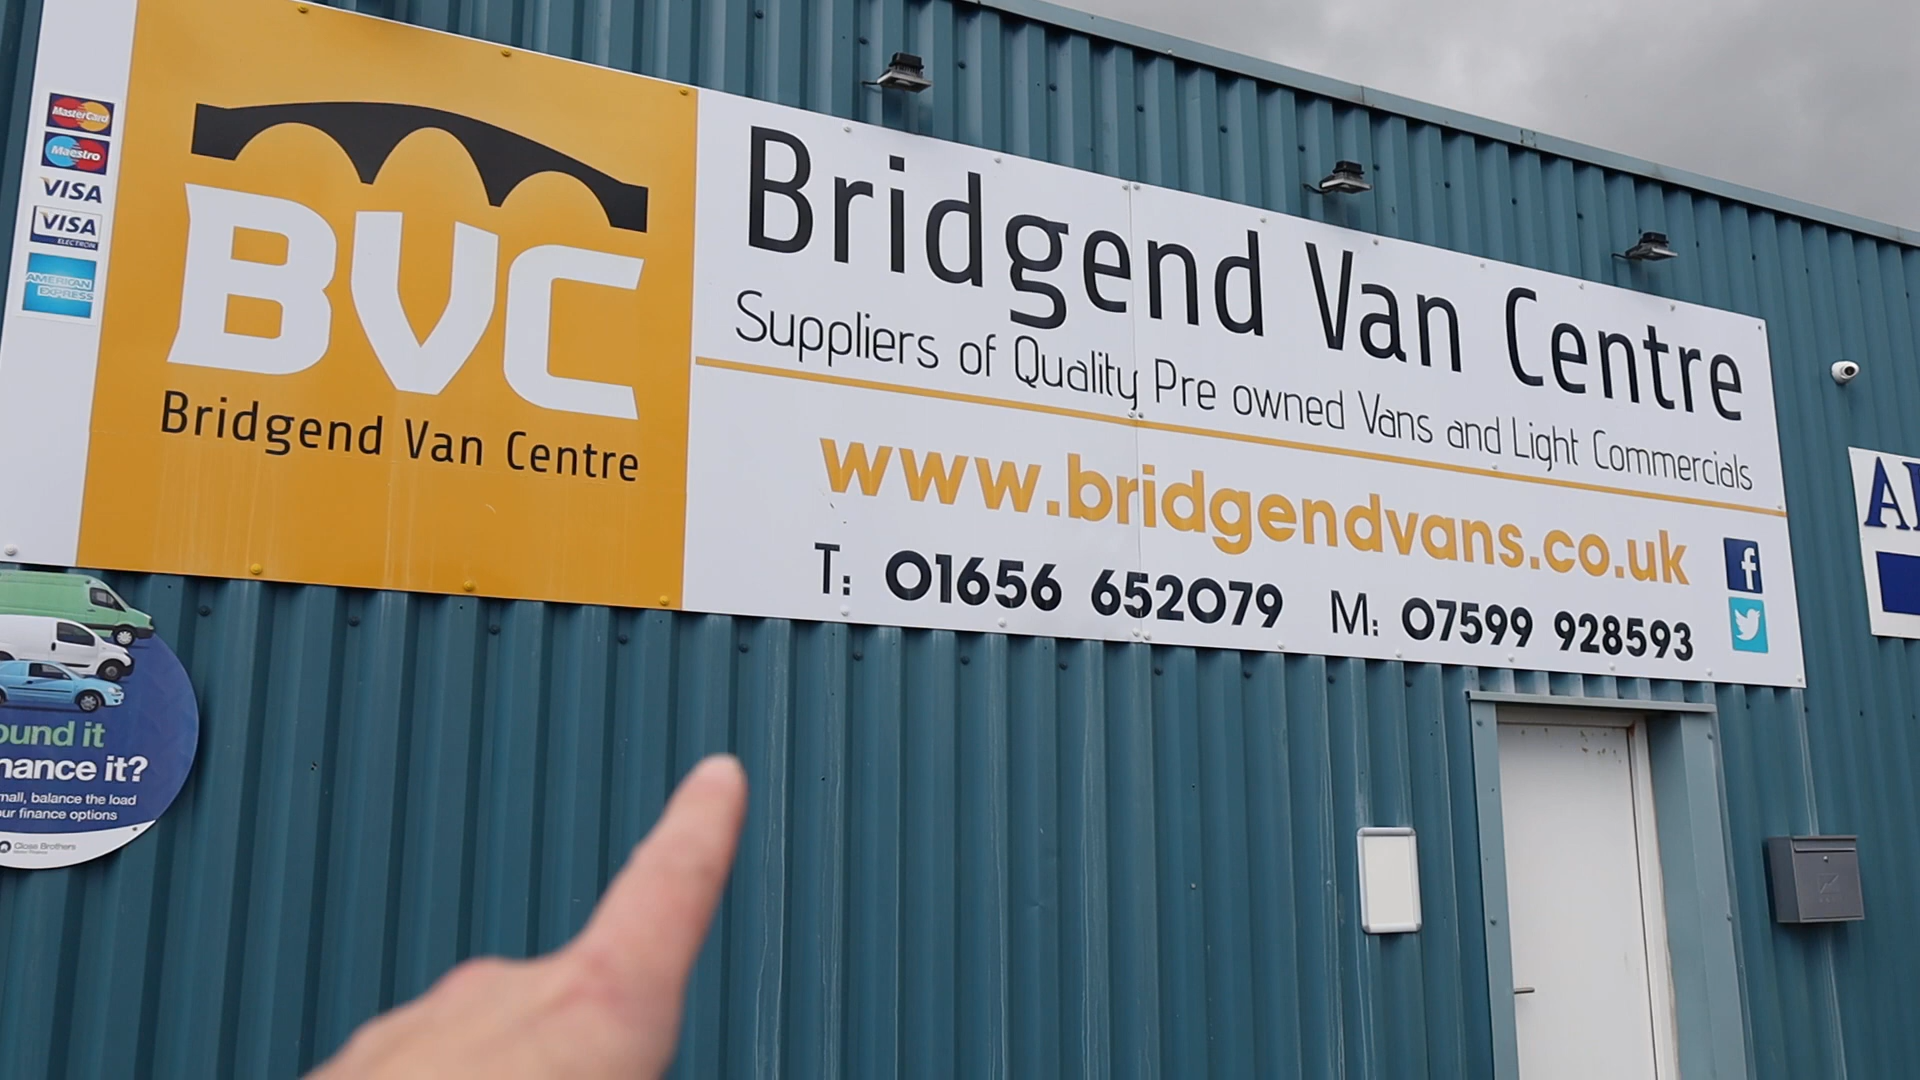 MasterCard
Maestro
VISA
VISA
ELECTRON
AMERICAN
EXPRESS
BVC
Bridgend Van Centre
Bridgend Van Centre
Suppliers of Quality Pre owned Vans and Light Commercials
www.bridgendvans.co.uk
T: 01656 652079 M: 07599 928593
ound it
nance it?
mall, balance the load
our finance options
Close Brothers